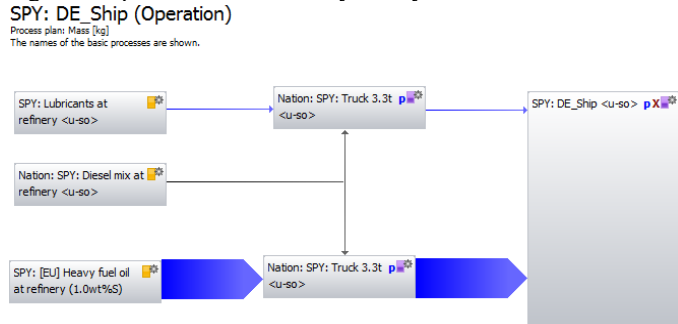 SPY: DE_Ship (Operation)
Process plan: Mass [kg]
The names of the basic processes are shown.
SPY: Lubricants at
refinery <u-so>
Nation: SPY: Truck 3.3t p
<u-so>
SPY: DE_Ship <u-so> p X
Nation: SPY: Diesel mix at
refinery <u-so>
SPY: [EU] Heavy fuel oil
at refinery (1.0wt%S)
Nation: SPY: Truck 3.3t p
<u-so>